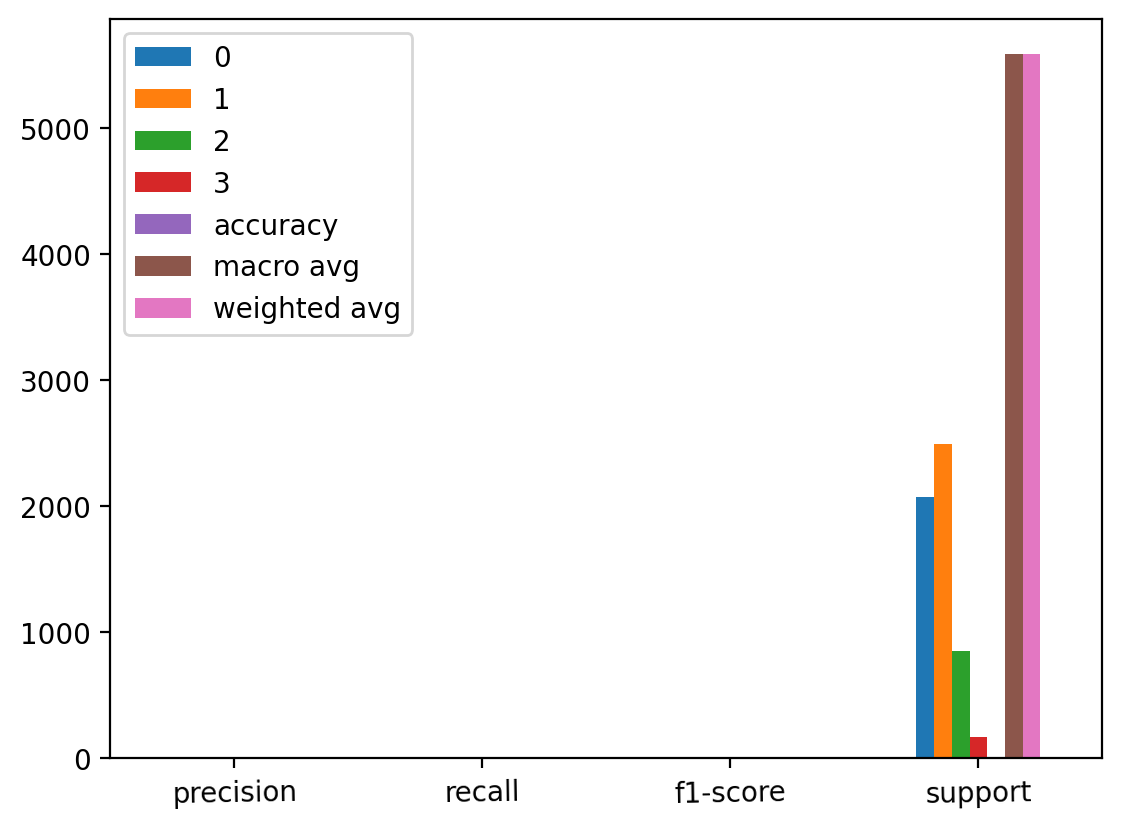 0
1
2
3
accuracy
macro avg
weighted avg
5000
4000
3000
2000
1000
0
precision recall f1-score support